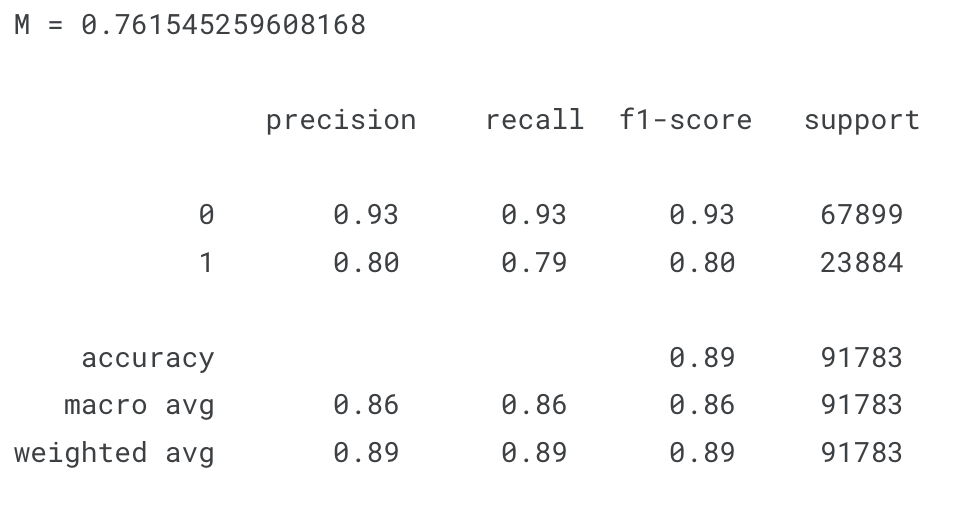 M = 0.761545259608168
precision recall f1-score support
0 0.93 0.93 0.93 67899
1 0.80 0.79 0.80 23884
accuracy 0.89 91783
macro avg 0.86 0.86 0.86 91783
weighted avg 0.89 0.89 0.89 91783